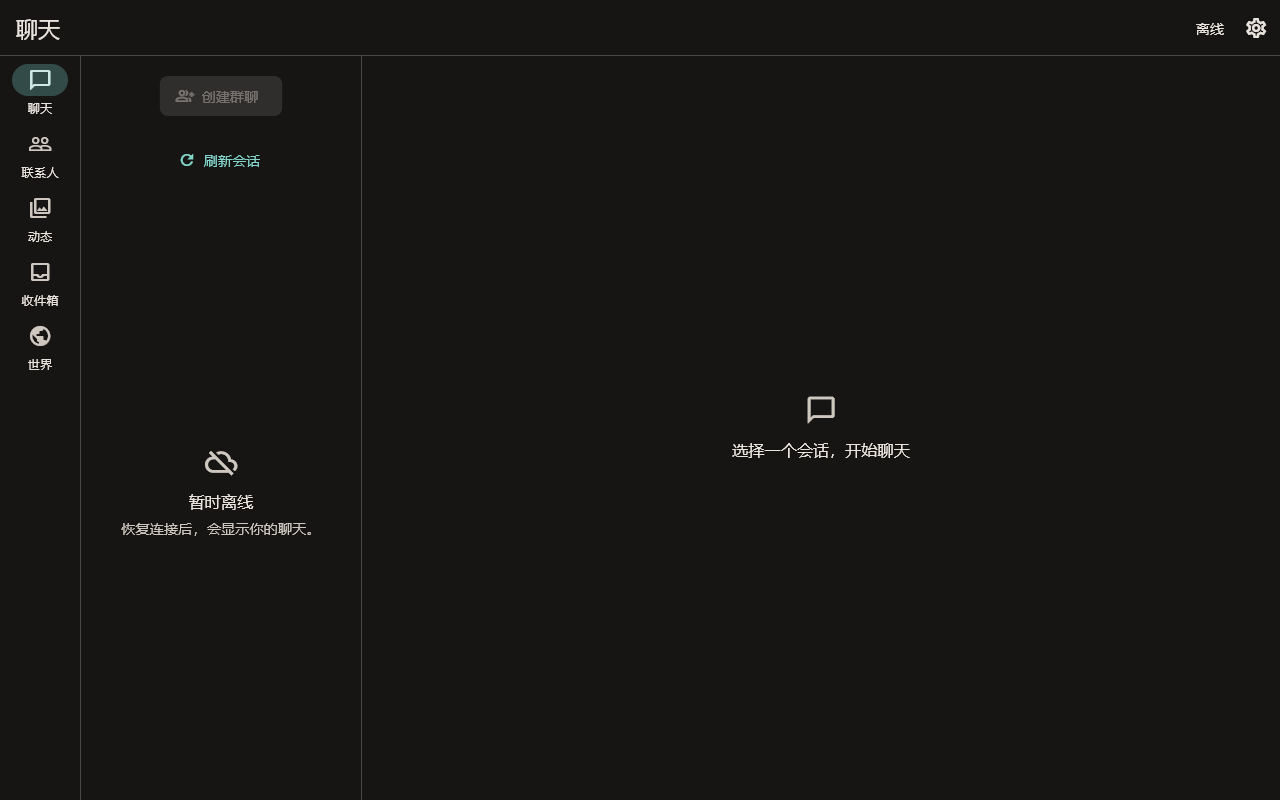 聊天
离线
聊天
联系人
动态
收件箱
世界
创建群聊
刷新会话
暂时离线
恢复连接后，会显示你的聊天。
选择一个会话，开始聊天